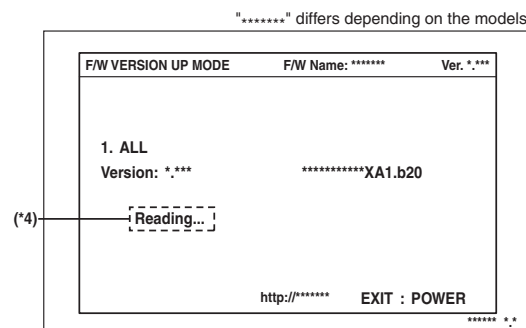 "*******" differs depending on the models
F/W VERSION UP MODE F/W Name: ******* Ver. *.***
1. ALL
Version: *.*** ***********XA1.b20
(*4) Reading...
http://******* EXIT : POWER
****** *.*